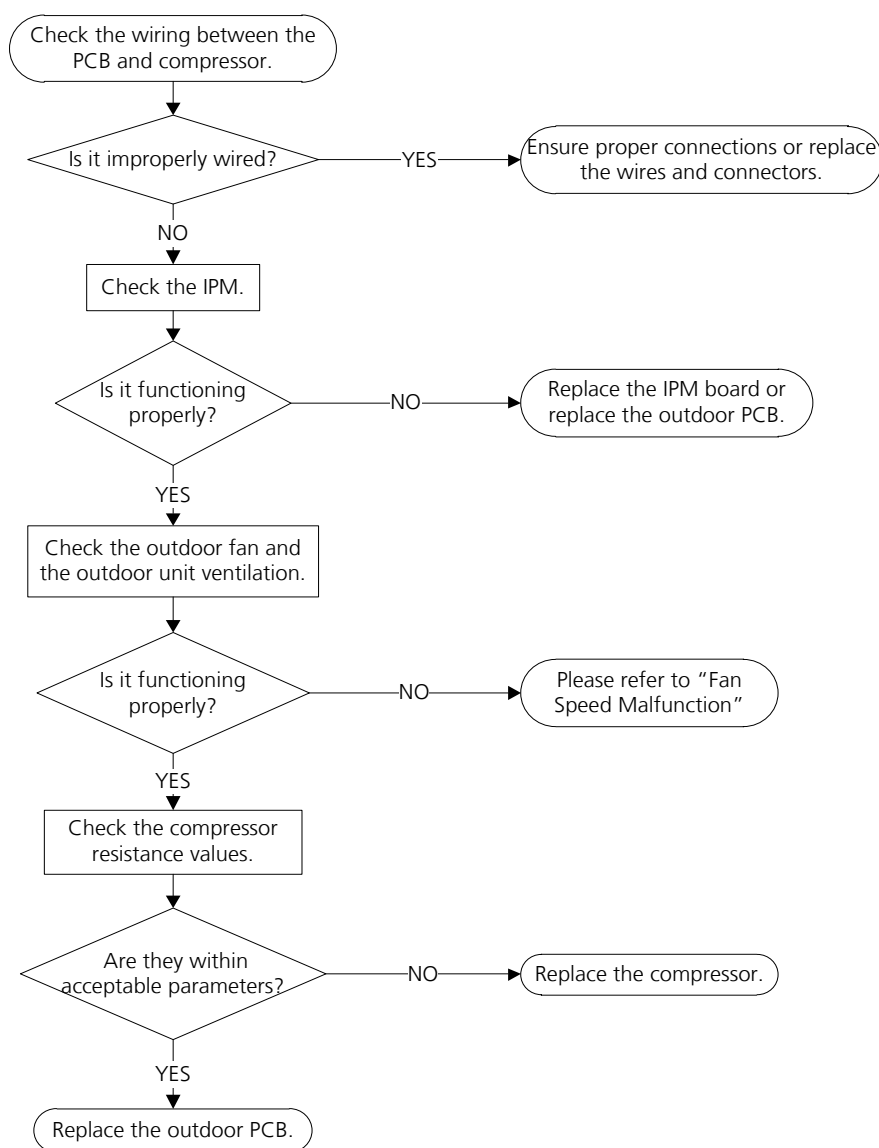 Check the wiring between the
PCB and compressor.
Is it improperly wired?
YES
Ensure proper connections or replace
the wires and connectors.
NO
Check the IPM.
Is it functioning
properly?
NO
Replace the IPM board or
replace the outdoor PCB.
YES
Check the outdoor fan and
the outdoor unit ventilation.
Is it functioning
properly?
NO
Please refer to "Fan
Speed Malfunction"
YES
Check the compressor
resistance values.
Are they within
acceptable parameters?
NO
Replace the compressor.
YES
Replace the outdoor PCB.